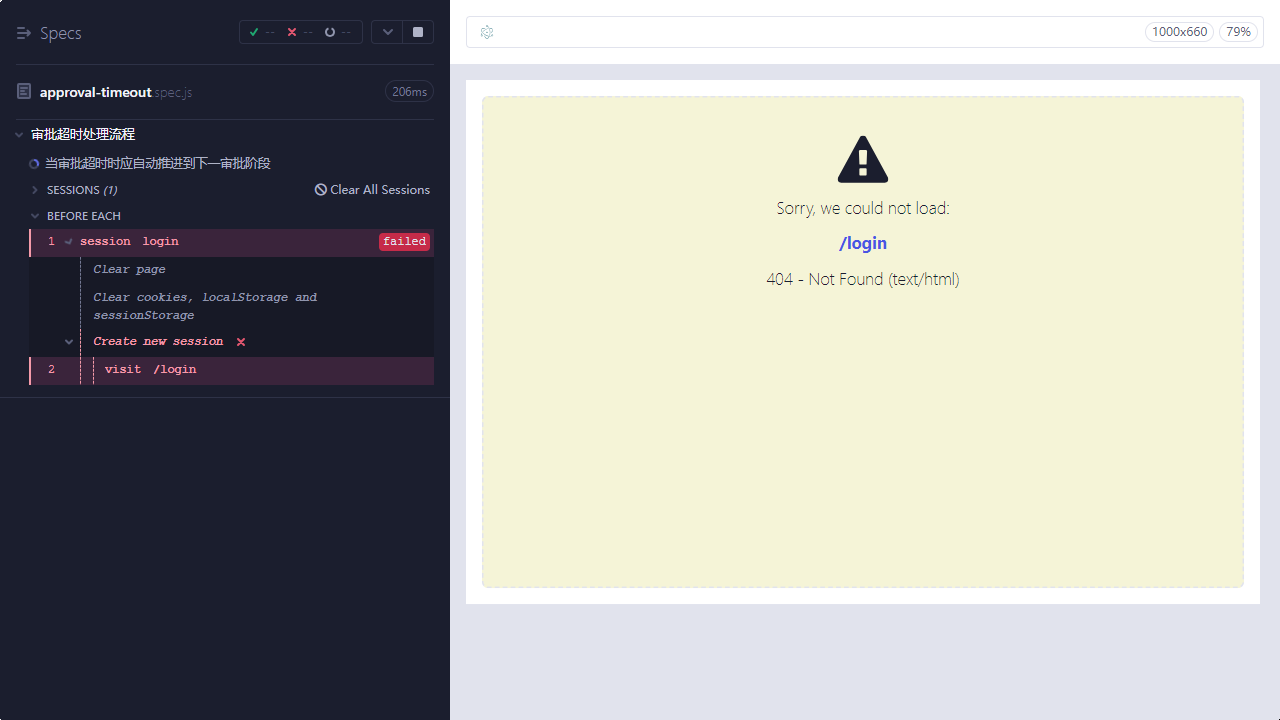 Specs
-- -- --
approval-timeout.spec.js
206ms
审批超时处理流程
当审批超时时应自动推进到下一审批阶段
SESSIONS (1)
Clear All Sessions
BEFORE EACH
1 session login failed
Clear page
Clear cookies, localStorage and
sessionStorage
Create new session
2 visit /login
1000x660
79%
Sorry, we could not load:
/login
404 - Not Found (text/html)